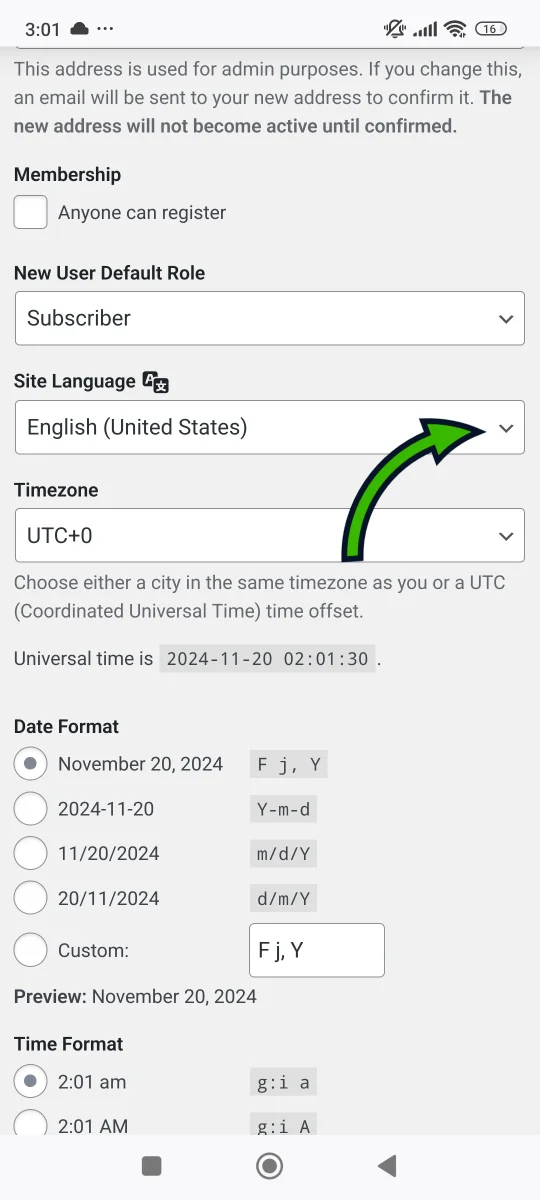 3:01 ...
16
This address is used for admin purposes. If you change this,
an email will be sent to your new address to confirm it. The
new address will not become active until confirmed.
Membership
Anyone can register
New User Default Role
Subscriber
Site Language
English (United States)
Timezone
UTC+0
Choose either a city in the same timezone as you or a UTC
(Coordinated Universal Time) time offset.
Universal time is 2024-11-20 02:01:30 .
Date Format
November 20, 2024 F j, Y
2024-11-20 Y-m-d
11/20/2024 m/d/Y
20/11/2024 d/m/Y
Custom: F j, Y
Preview: November 20, 2024
Time Format
2:01 am g:i a
2:01 AM g:i A